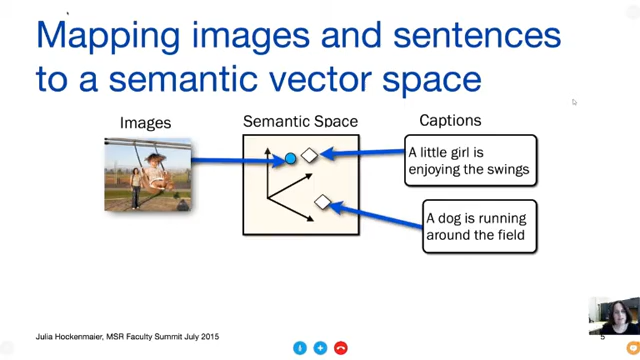 Mapping images and sentences
to a semantic vector space
Images
Semantic Space
Captions
A little girl is
enjoying the swings
A dog is running
around the field
Julia Hockenmaier, MSR Faculty Summit July 2015
5